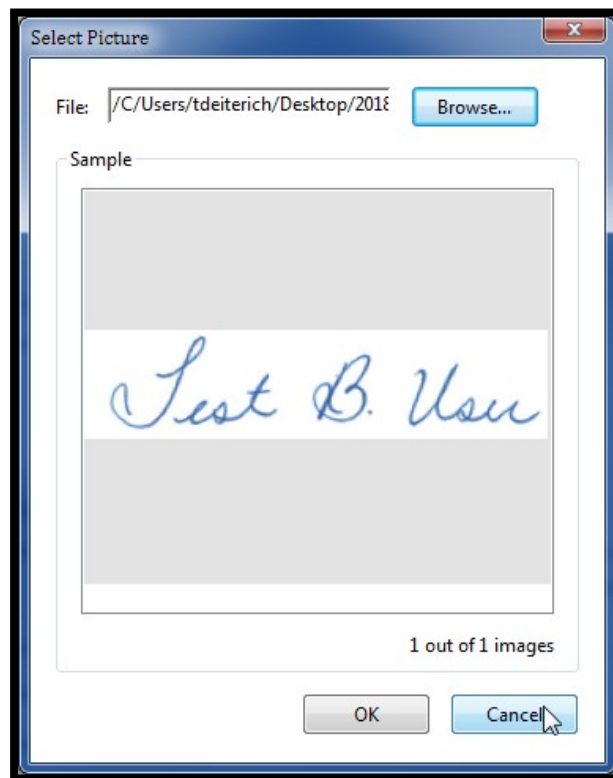 Select Picture
File: /C/Users/tdeiterich/Desktop/2018 Browse...
Sample
Test B. User
1 out of 1 images
OK Cancel